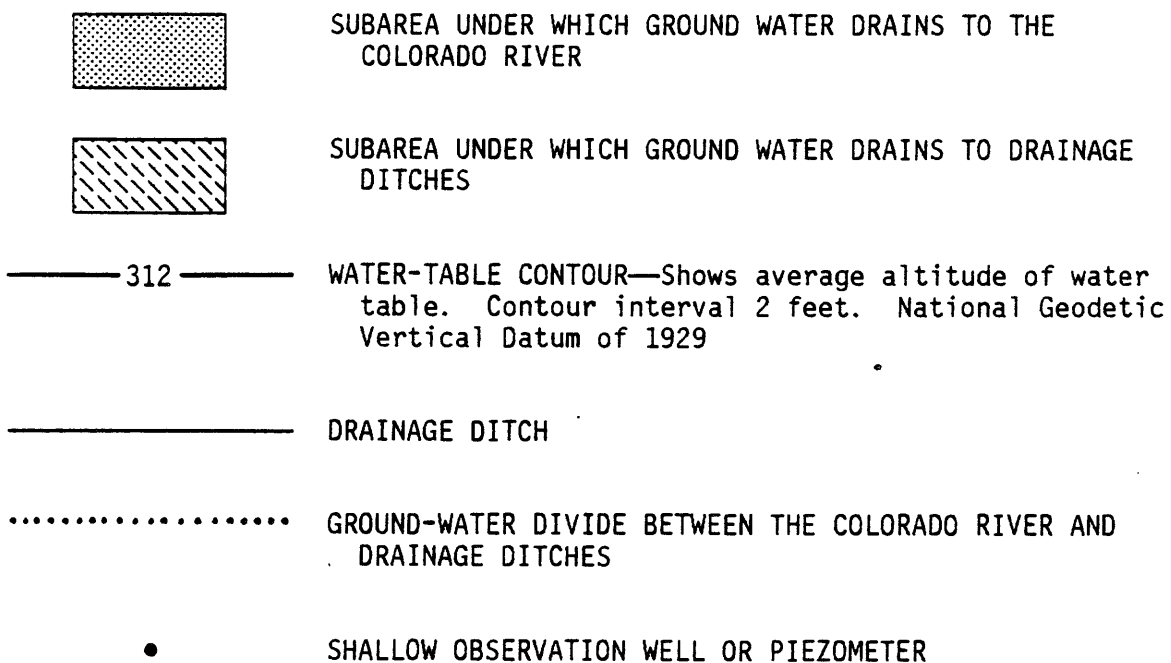 SUBAREA UNDER WHICH GROUND WATER DRAINS TO THE
COLORADO RIVER
SUBAREA UNDER WHICH GROUND WATER DRAINS TO DRAINAGE
DITCHES
312 WATER-TABLE CONTOUR—Shows average altitude of water
table. Contour interval 2 feet. National Geodetic
Vertical Datum of 1929
DRAINAGE DITCH
GROUND-WATER DIVIDE BETWEEN THE COLORADO RIVER AND
DRAINAGE DITCHES
SHALLOW OBSERVATION WELL OR PIEZOMETER